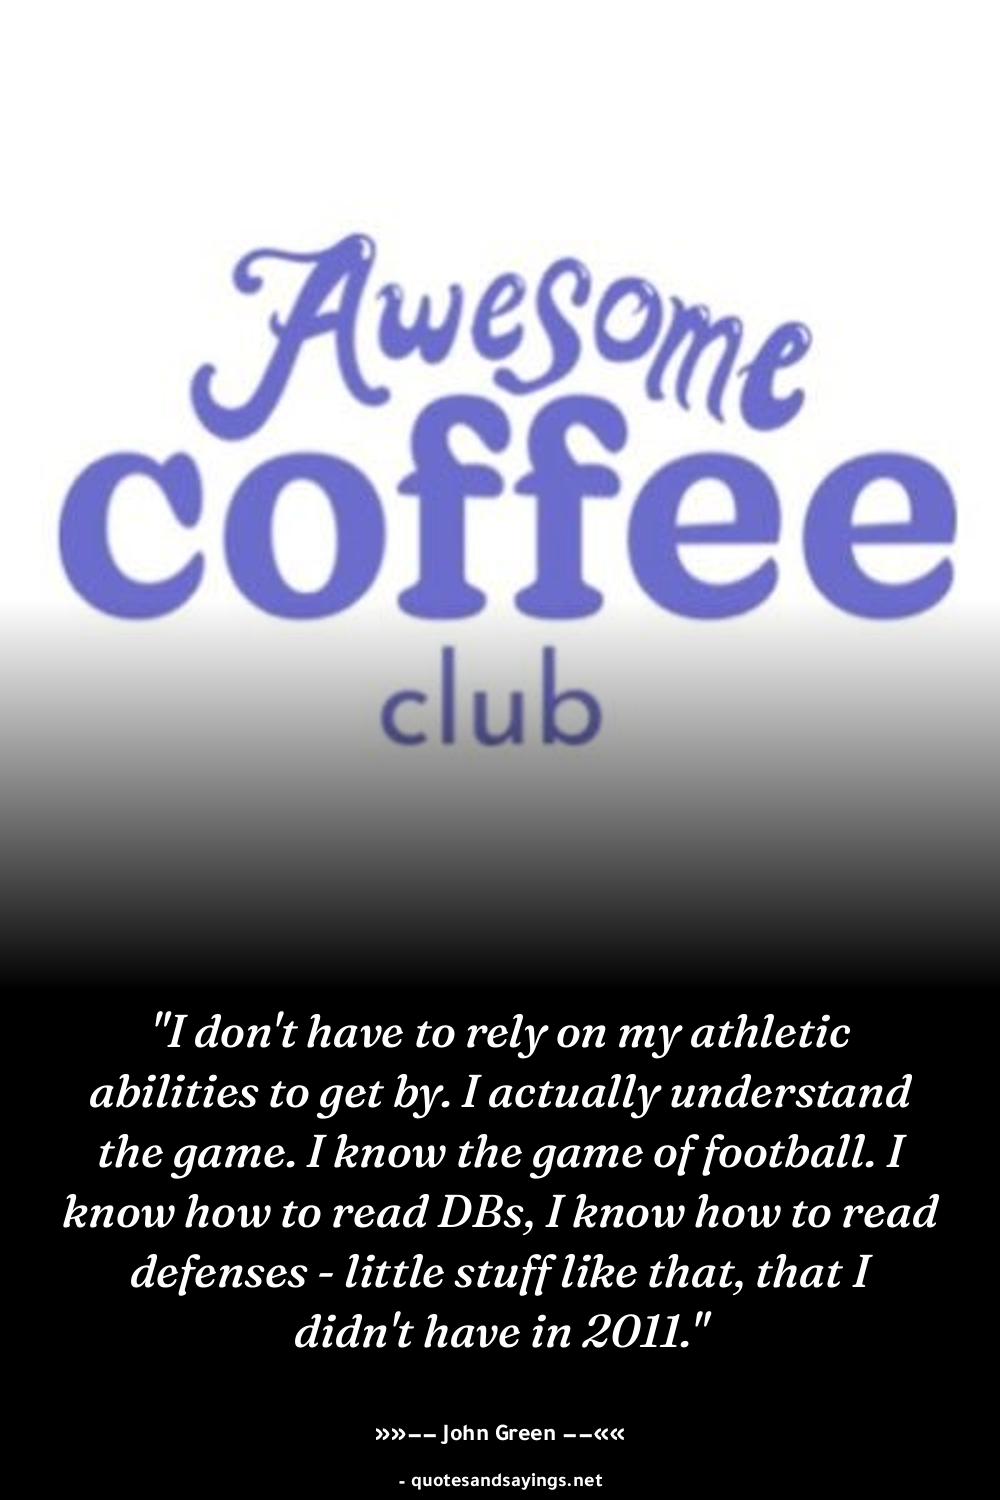 Awesome
coffee
club
"I don't have to rely on my athletic
abilities to get by. I actually understand
the game. I know the game of football. I
know how to read DBs, I know how to read
defenses - little stuff like that, that I
didn't have in 2011."
»»−− John Green −−««
- quotesandsayings.net